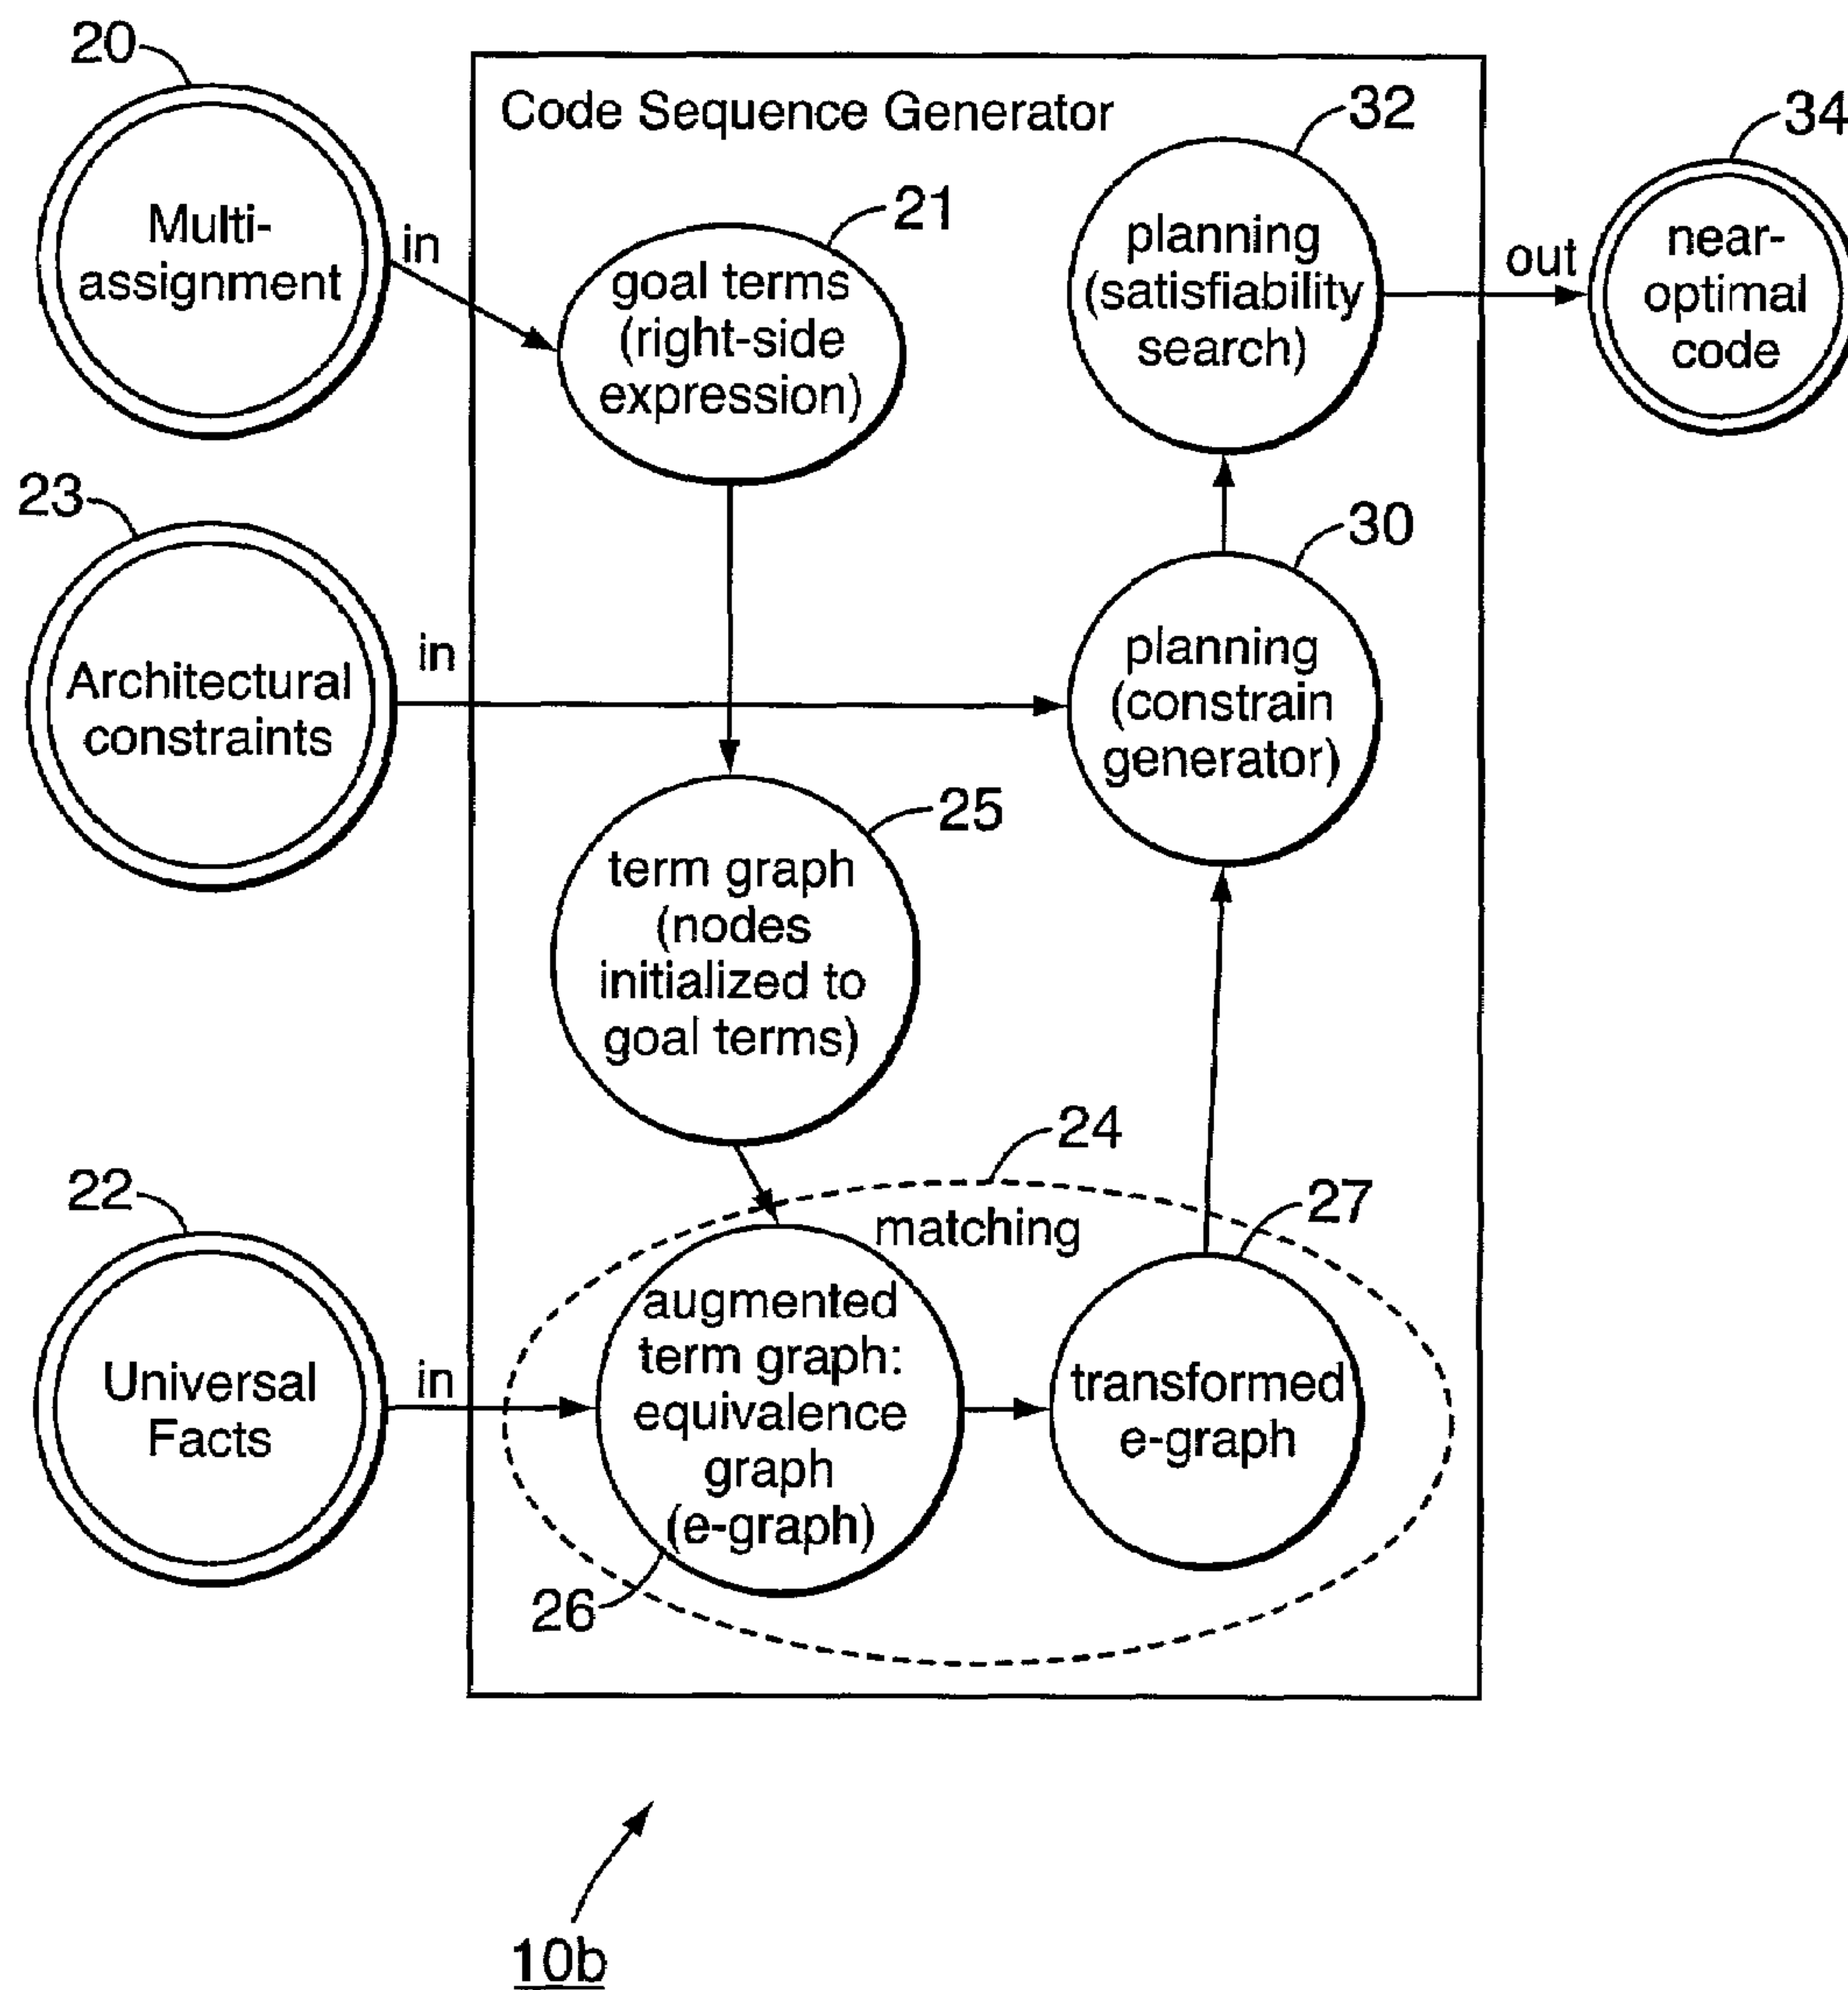 20
Code Sequence Generator
32
34
Multi-
assignment
in
21
goal terms
(right-side
expression)
planning
(satisfiability
search)
out
near-
optimal
code
23
Architectural
constraints
in
30
planning
(constrain
generator)
25
term graph
(nodes
initialized to
goal terms)
24
matching
22
Universal
Facts
in
27
augmented
term graph:
equivalence
graph
(e-graph)
transformed
e-graph
26
10b